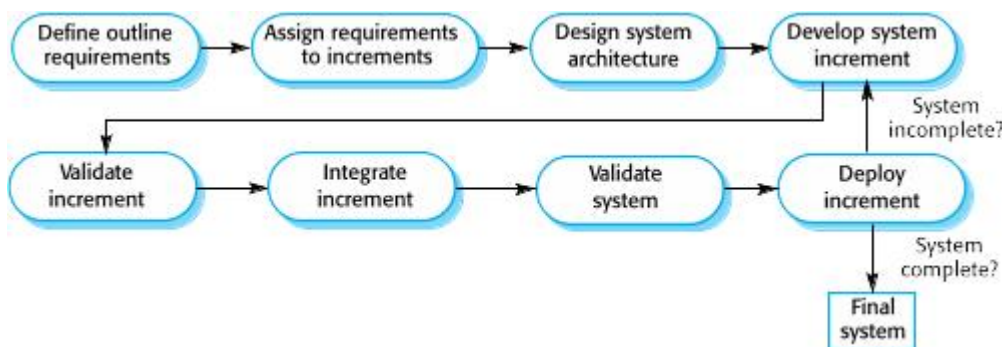 Define outline
requirements
Assign requirements
to increments
Design system
architecture
Develop system
increment
System
incomplete?
Validate
increment
Integrate
increment
Validate
system
Deploy
increment
System
complete?
Final
system